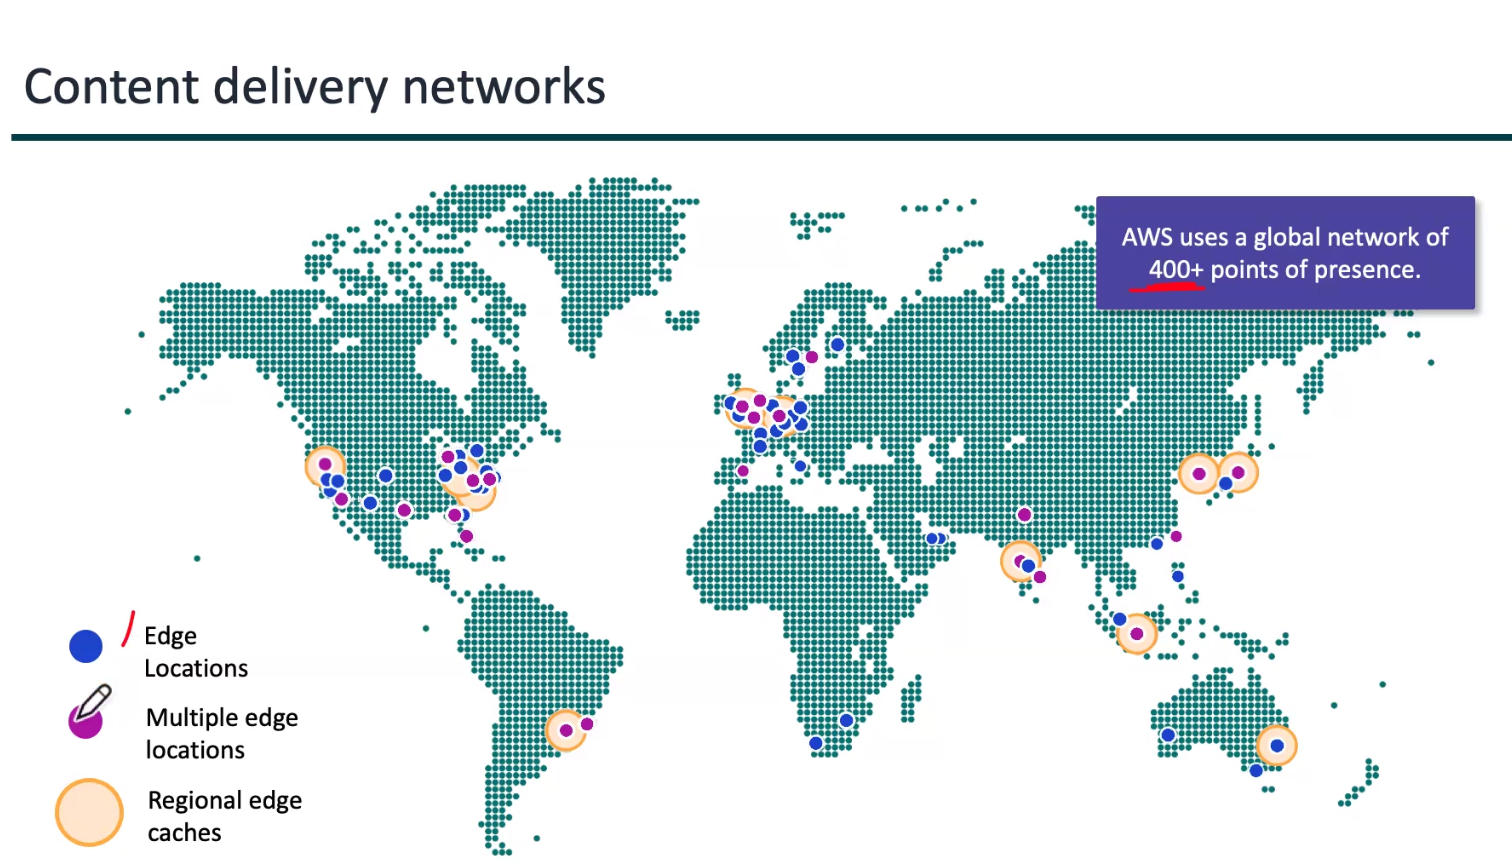 Content delivery networks
AWS uses a global network of
400+ points of presence.
Edge
Locations
Multiple edge
locations
Regional edge
caches